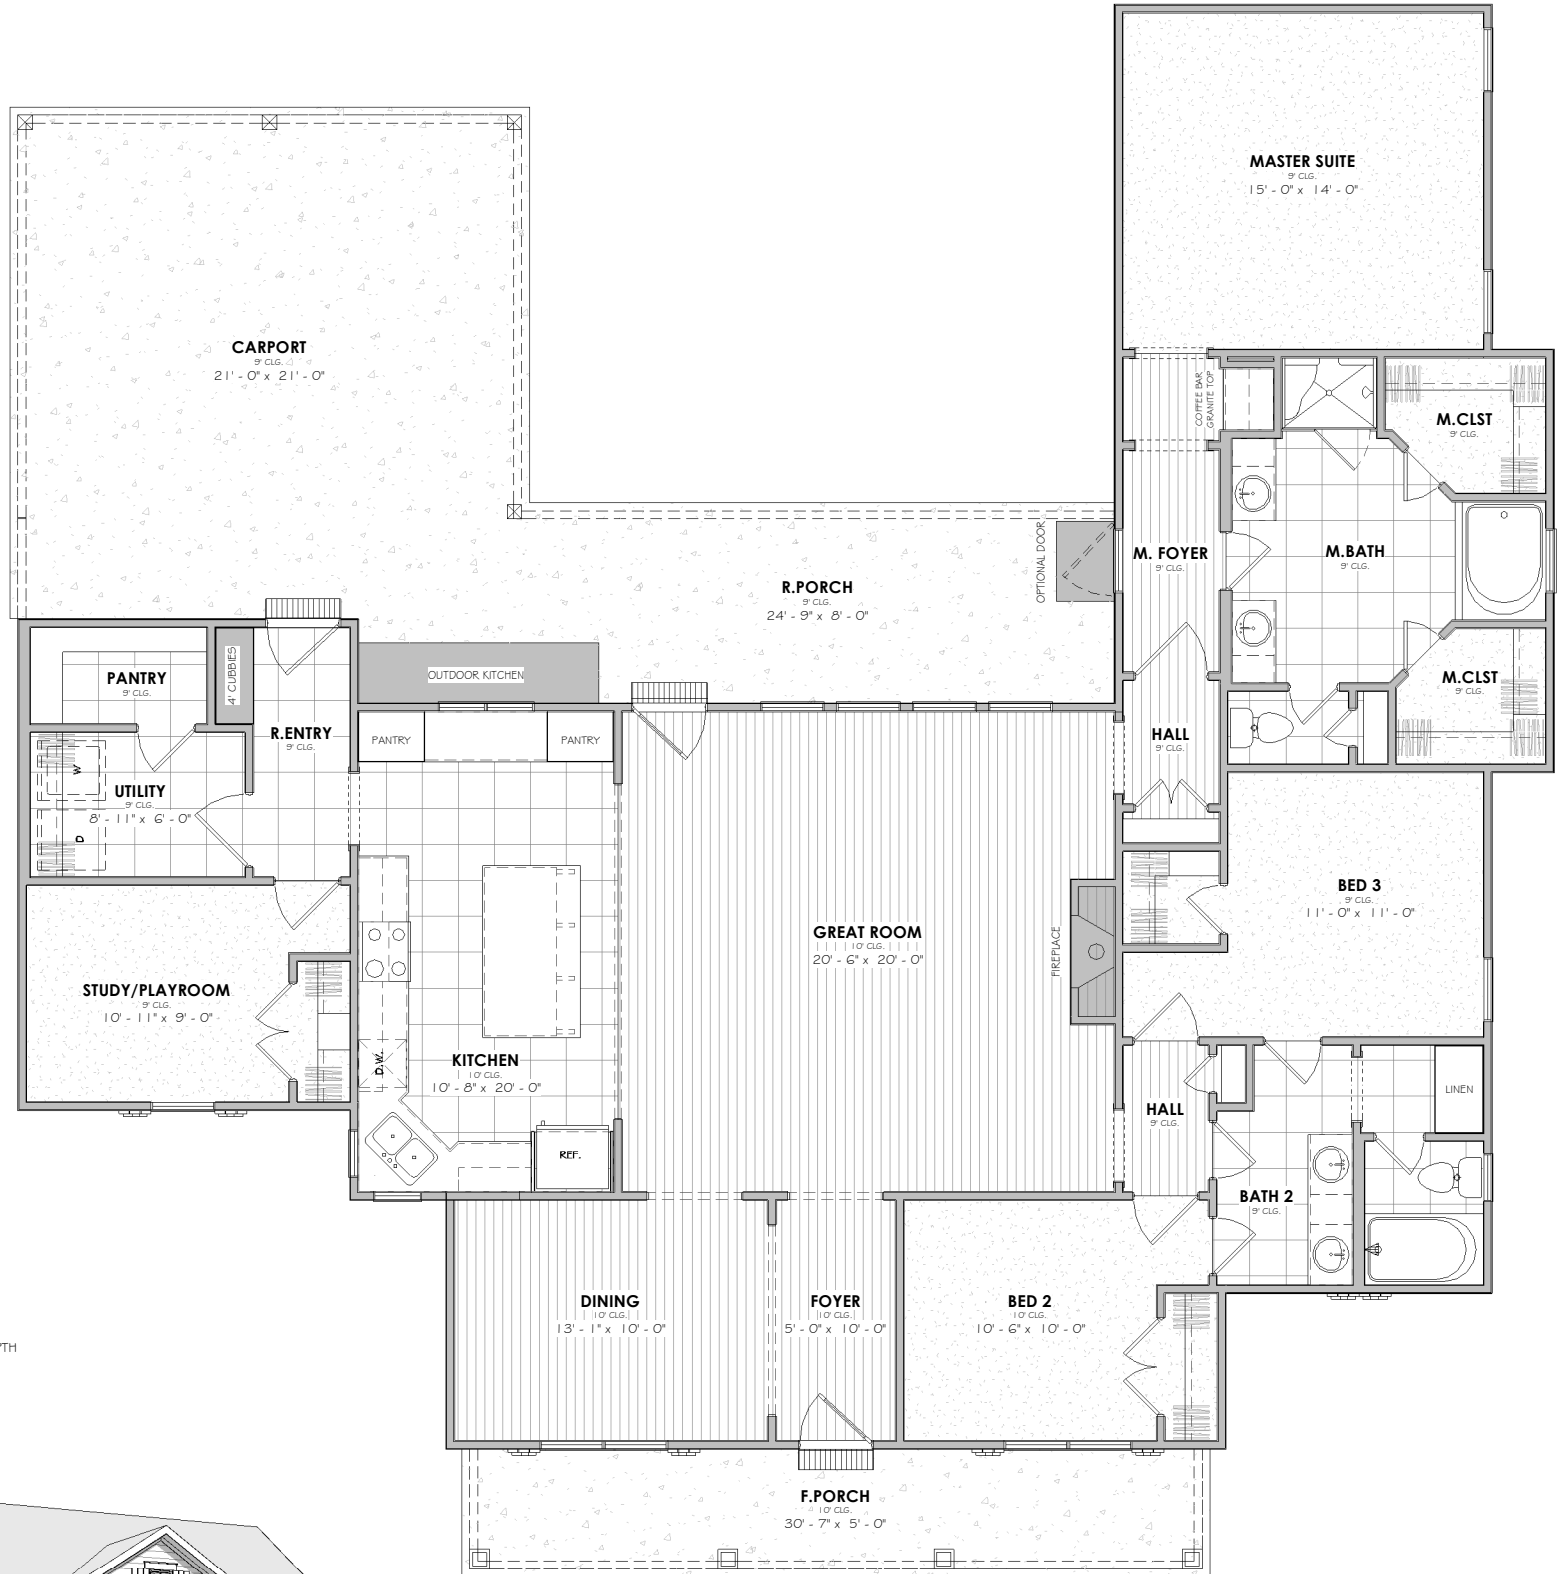 MASTER SUITE
9' CLG.
15' - 0" x 14' - 0"
CARPORT
9' CLG.
21' - 0" x 21' - 0"
COFFEE BAR
GRANITE TOP
M.CLST
9' CLG.
OPTIONAL DOOR
M. FOYER
9' CLG.
M.BATH
9' CLG.
R.PORCH
9' CLG.
24' - 9" x 8' - 0"
PANTRY
9' CLG.
4' CUBBIES
OUTDOOR KITCHEN
M.CLST
9' CLG.
R.ENTRY
9' CLG.
PANTRY
PANTRY
HALL
9' CLG.
W
UTILITY
9' CLG.
8' - 11" x 6' - 0"
D
BED 3
9' CLG.
11' - 0" x 11' - 0"
GREAT ROOM
10' CLG.
20' - 6" x 20' - 0"
FIREPLACE
STUDY/PLAYROOM
9' CLG.
10' - 11" x 9' - 0"
D.W.
KITCHEN
10' CLG.
10' - 8" x 20' - 0"
LINEN
HALL
9' CLG.
REF.
BATH 2
9' CLG.
DINING
10' CLG.
13' - 1" x 10' - 0"
FOYER
10' CLG.
5' - 0" x 10' - 0"
BED 2
10' CLG.
10' - 6" x 10' - 0"
F.PORCH
10' CLG.
30' - 7" x 5' - 0"